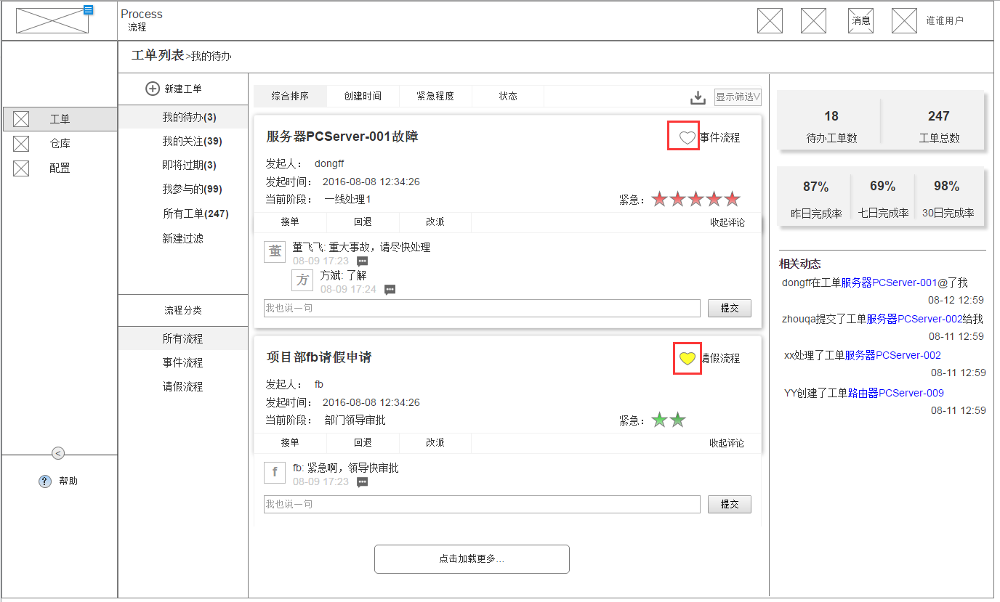 Process
流程
消息
谁谁用户
工单列表>我的待办
工单
仓库
配置
<
? 帮助
新建工单
我的待办(3)
我的关注(39)
即将过期(3)
我参与的(99)
所有工单(247)
新建过滤
流程分类
所有流程
事件流程
请假流程
综合排序 创建时间 紧急程度 状态 显示筛选V
服务器PCServer-001故障 事件流程
发起人: dongff
发起时间: 2016-08-08 12:34:26
当前阶段: 一线处理1 紧急:
接单 回退 改派 收起评论
董 董飞飞: 重大事故，请尽快处理
08-09 17:23
方 方斌: 了解
08-09 17:24
我也说一句 提交
项目部fb请假申请 请假流程
发起人: fb
发起时间: 2016-08-08 12:34:26
当前阶段: 部门领导审批 紧急:
接单 回退 改派 收起评论
f fb: 紧急啊，领导快审批
08-09 17:23
我也说一句 提交
点击加载更多...
18 247
待办工单数 工单总数
87% 69% 98%
昨日完成率 七日完成率 30日完成率
相关动态
dongff在工单服务器PCServer-001@了我
08-12 12:59
zhouqa提交了工单服务器PCServer-002给我
08-11 12:59
xx处理了工单服务器PCServer-002
08-11 12:59
YY创建了工单路由器PCServer-009
08-11 12:59